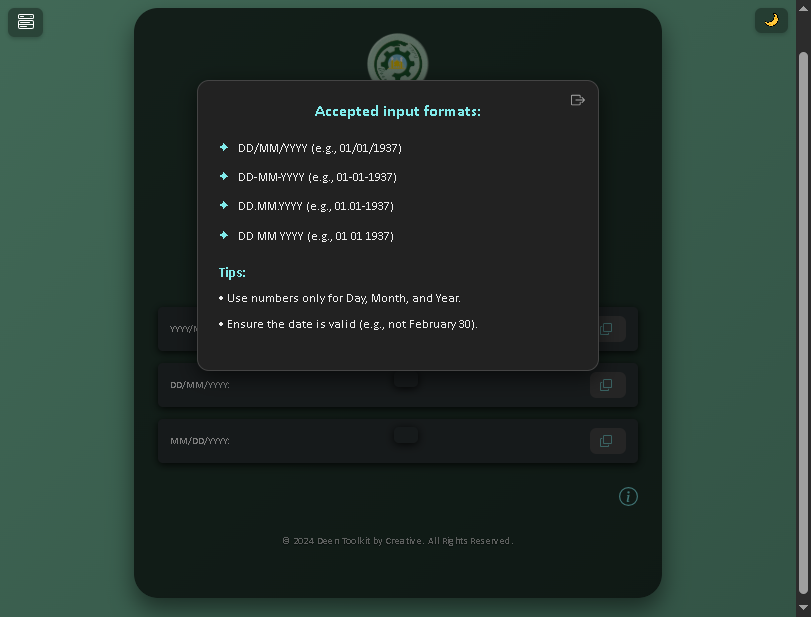 Accepted input formats:
✦ DD/MM/YYYY (e.g., 01/01/1937)
✦ DD-MM-YYYY (e.g., 01-01-1937)
✦ DD.MM.YYYY (e.g., 01.01-1937)
✦ DD MM YYYY (e.g., 01 01 1937)
Tips:
• Use numbers only for Day, Month, and Year.
• Ensure the date is valid (e.g., not February 30).
YYYY/M
DD/MM/YYYY:
MM/DD/YYYY:
© 2024 Deen Toolkit by Creative. All Rights Reserved.